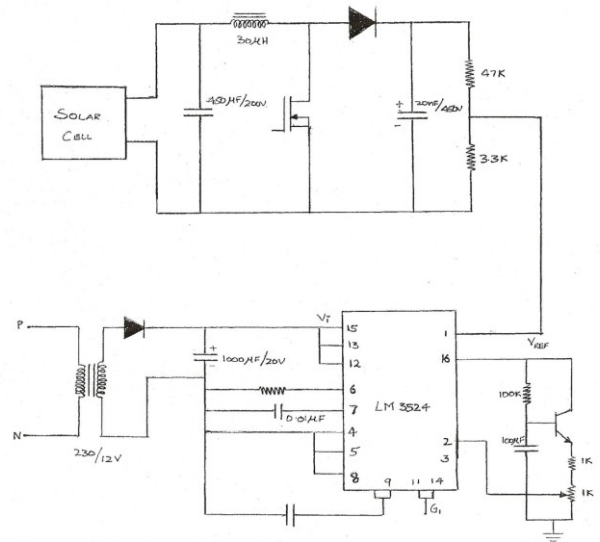 30μH
SOLAR
CELL
450μF/200V
+
-
20mF/450V
47K
3.3K
P
N
230/12V
Vi
+
-
1000μF/20V
0.01μF
15
13
12
6
7
4
5
8
LM 3524
1
16
2
3
9
11
14
G1
VREF
100K
100μF
1K
1K